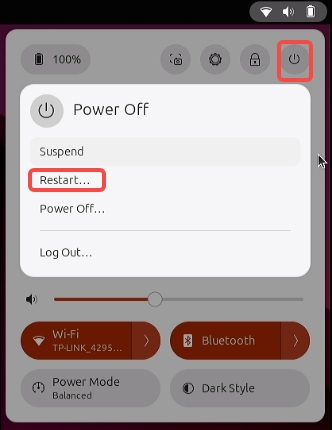 100%
Power Off
Suspend
Restart...
Power Off...
Log Out...
Wi-Fi
TP-LINK_4295...
Bluetooth
Power Mode
Balanced
Dark Style